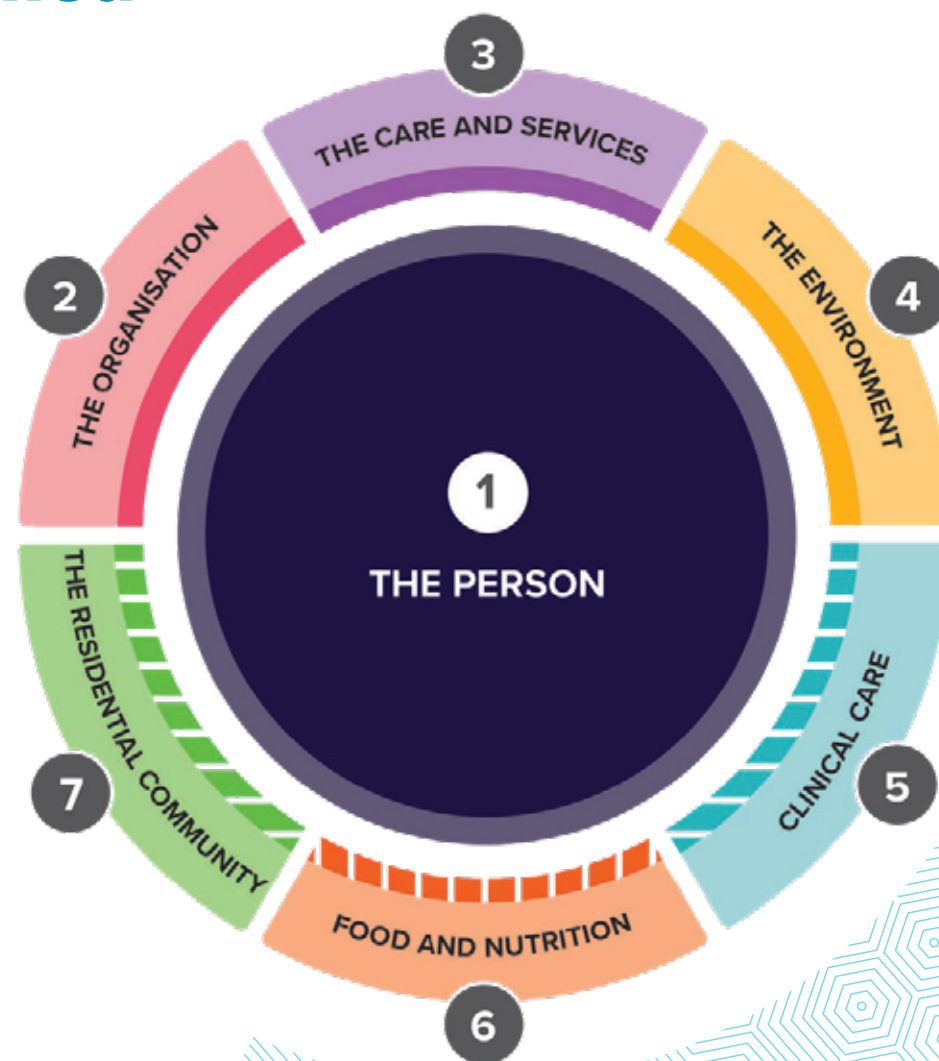 3
THE CARE AND SERVICES
2
THE ORGANISATION
4
THE ENVIRONMENT
1
THE PERSON
7
THE RESIDENTIAL COMMUNITY
5
CLINICAL CARE
FOOD AND NUTRITION
6